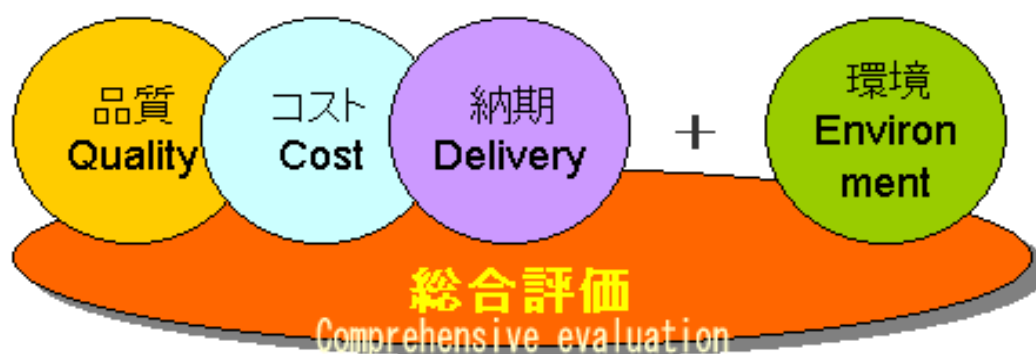 品質
Quality
コスト
Cost
納期
Delivery
+
環境
Environ
ment
総合評価
Comprehensive evaluation